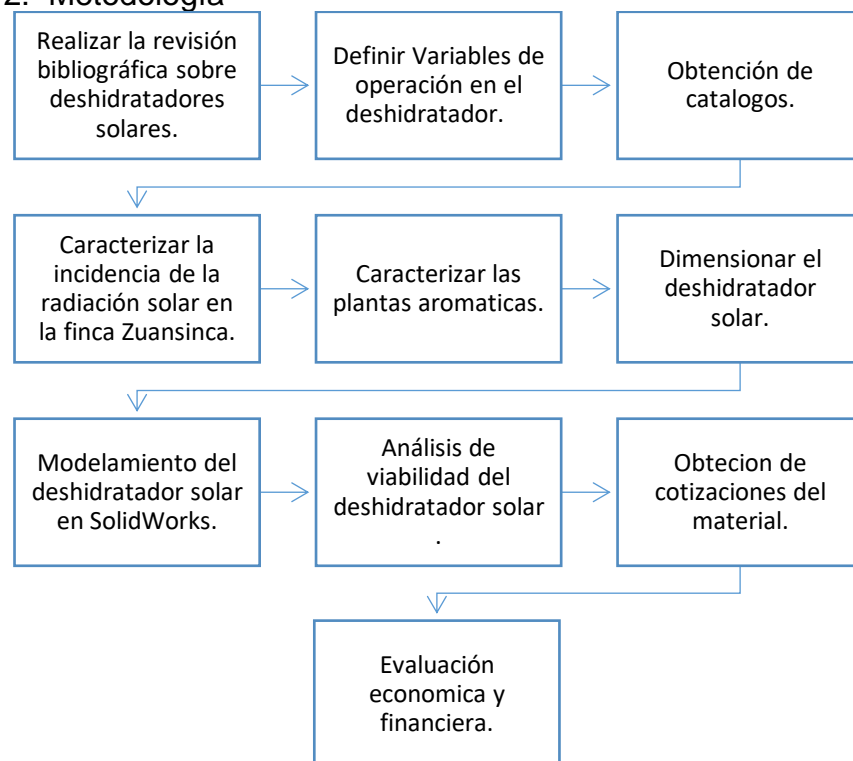 2. Metodología
Realizar la revisión
bibliográfica sobre
deshidratadores
solares.
Definir Variables de
operación en el
deshidratador.
Obtención de
catalogos.
Caracterizar la
incidencia de la
radiación solar en
la finca Zuansinca.
Caracterizar las
plantas aromaticas.
Dimensionar el
deshidratador
solar.
Modelamiento del
deshidratador solar
en SolidWorks.
Análisis de
viabilidad del
deshidratador solar
.
Obtecion de
cotizaciones del
material.
Evaluación
economica y
financiera.